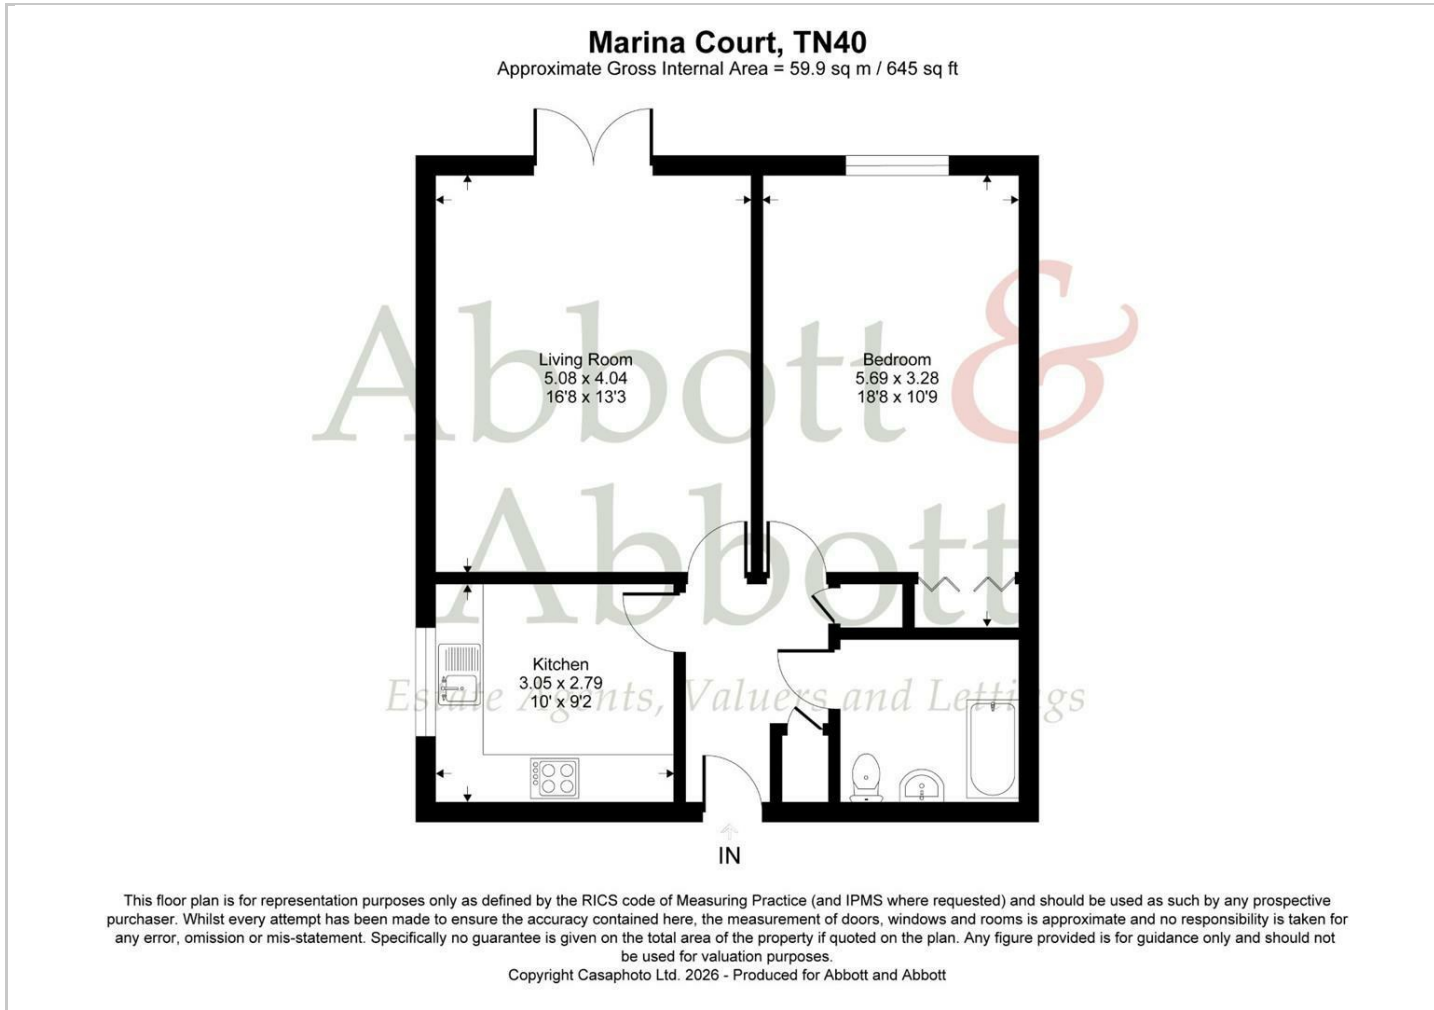 Marina Court, TN40
Approximate Gross Internal Area = 59.9 sq m / 645 sq ft
Abbott &
Abbott
Estate Agents, Valuers and Lettings
Living Room
5.08 x 4.04
16'8 x 13'3
Bedroom
5.69 x 3.28
18'8 x 10'9
Kitchen
3.05 x 2.79
10' x 9'2
IN
This floor plan is for representation purposes only as defined by the RICS code of Measuring Practice (and IPMS where requested) and should be used as such by any prospective
purchaser. Whilst every attempt has been made to ensure the accuracy contained here, the measurement of doors, windows and rooms is approximate and no responsibility is taken for
any error, omission or mis-statement. Specifically no guarantee is given on the total area of the property if quoted on the plan. Any figure provided is for guidance only and should not
be used for valuation purposes.
Copyright Casaphoto Ltd. 2026 - Produced for Abbott and Abbott